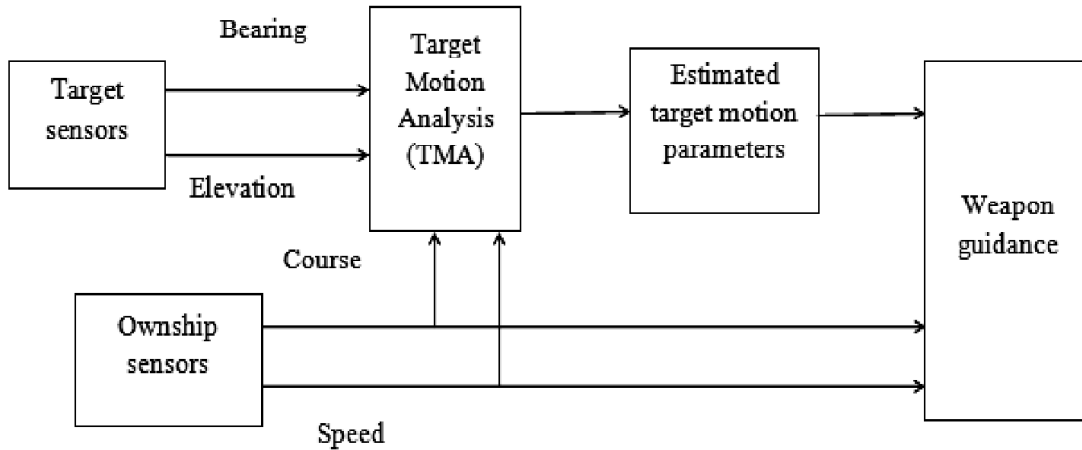 Bearing
Target
sensors
Elevation
Target
Motion
Analysis
(TMA)
Estimated
target motion
parameters
Weapon
guidance
Course
Ownship
sensors
Speed